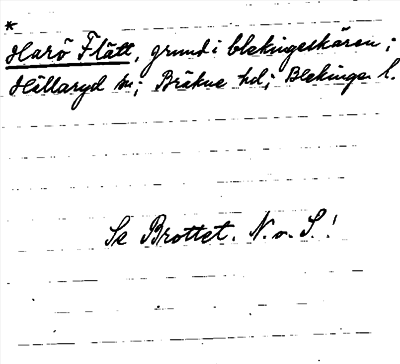 *
Harö Flätt, grund i blekingeskären;
Hällaryd sn; Bräkne hd; Blekinge l.
Se Brottet. N. o. S.!